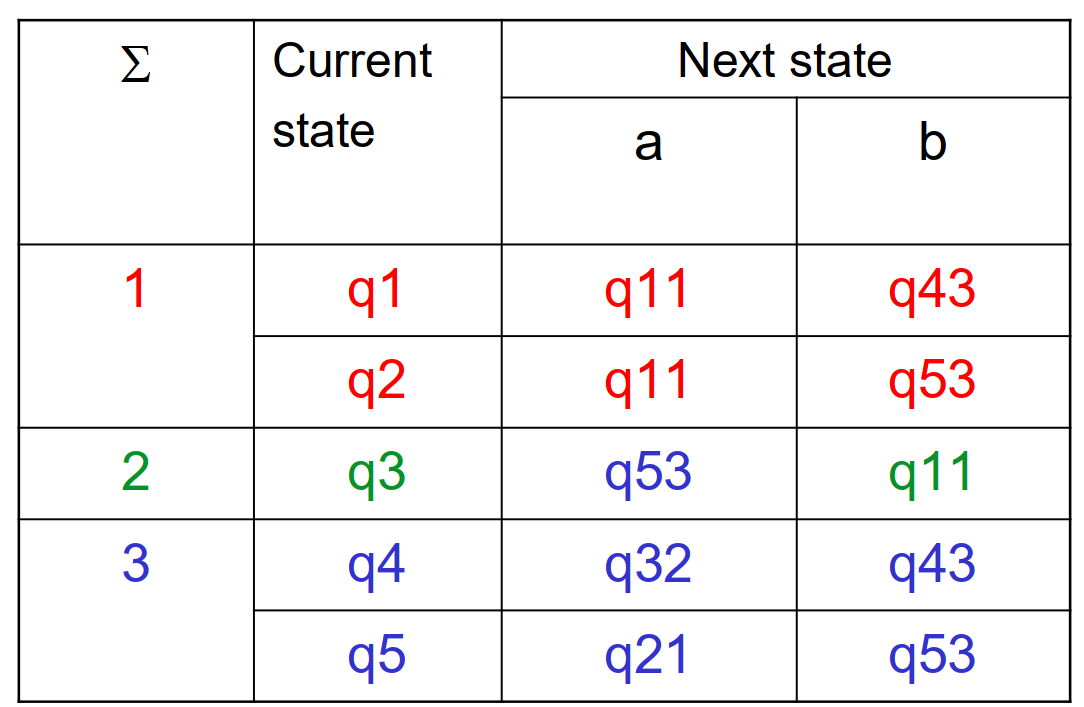 Σ
Current
state
Next state
a
b
1
q1
q11
q43
q2
q11
q53
2
q3
q53
q11
3
q4
q32
q43
q5
q21
q53